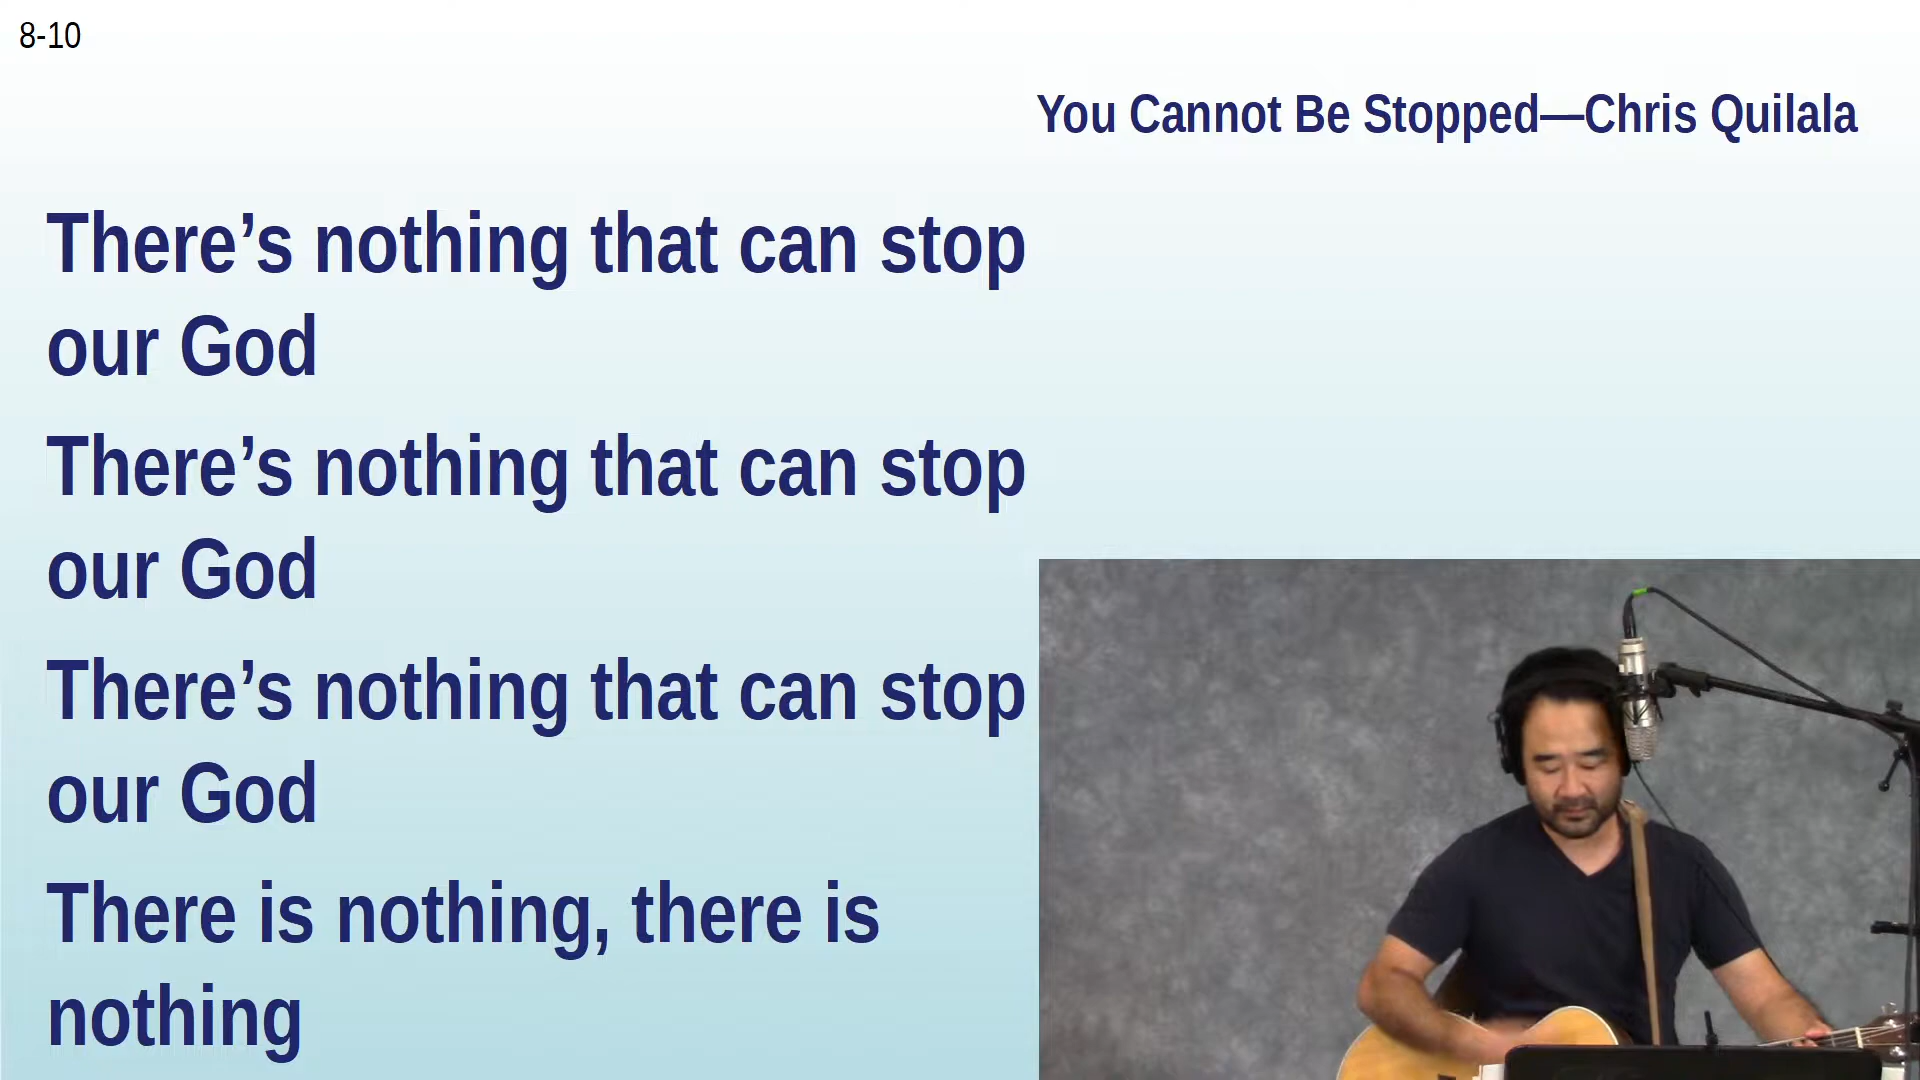 8-10
You Cannot Be Stopped—Chris Quilala
There’s nothing that can stop
our God
There’s nothing that can stop
our God
There’s nothing that can stop
our God
There is nothing, there is
nothing